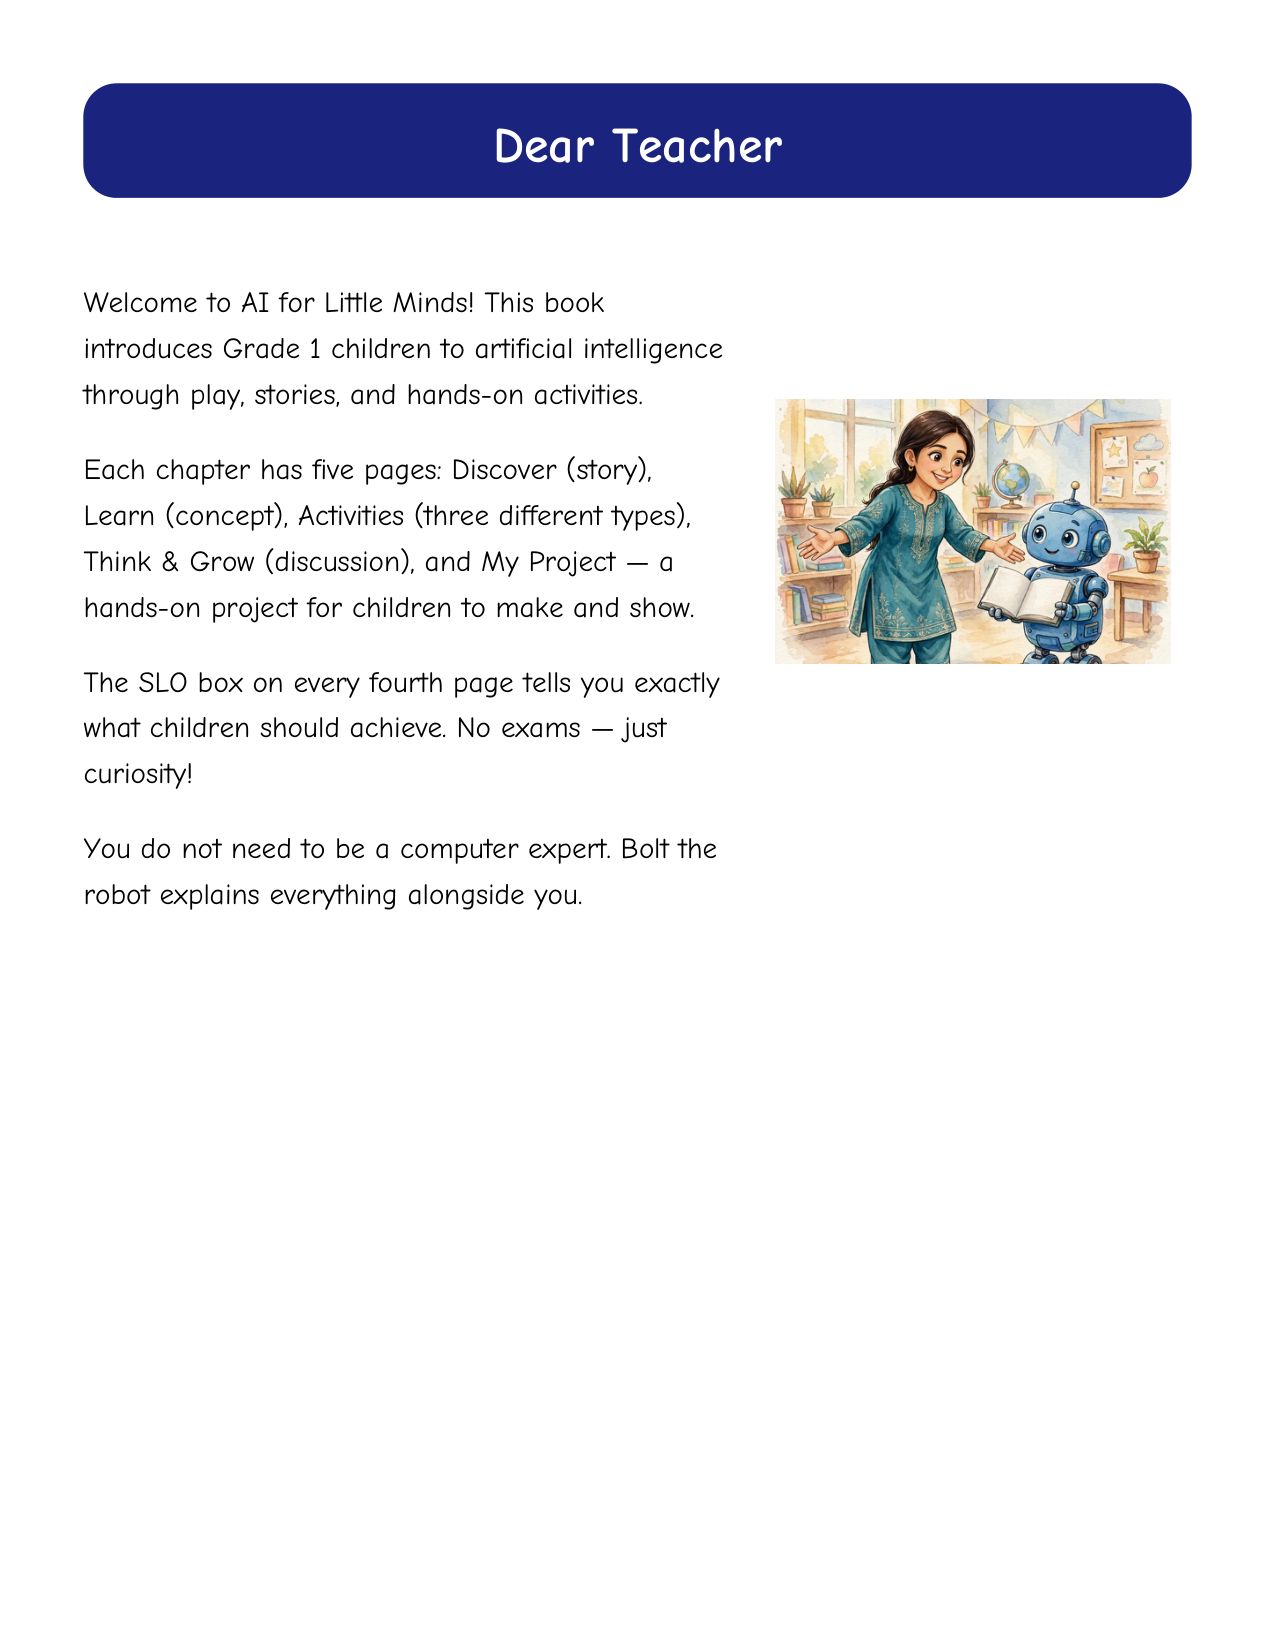 Dear Teacher
Welcome to AI for Little Minds! This book
introduces Grade 1 children to artificial intelligence
through play, stories, and hands-on activities.
Each chapter has five pages: Discover (story),
Learn (concept), Activities (three different types),
Think & Grow (discussion), and My Project — a
hands-on project for children to make and show.
The SLO box on every fourth page tells you exactly
what children should achieve. No exams — just
curiosity!
You do not need to be a computer expert. Bolt the
robot explains everything alongside you.